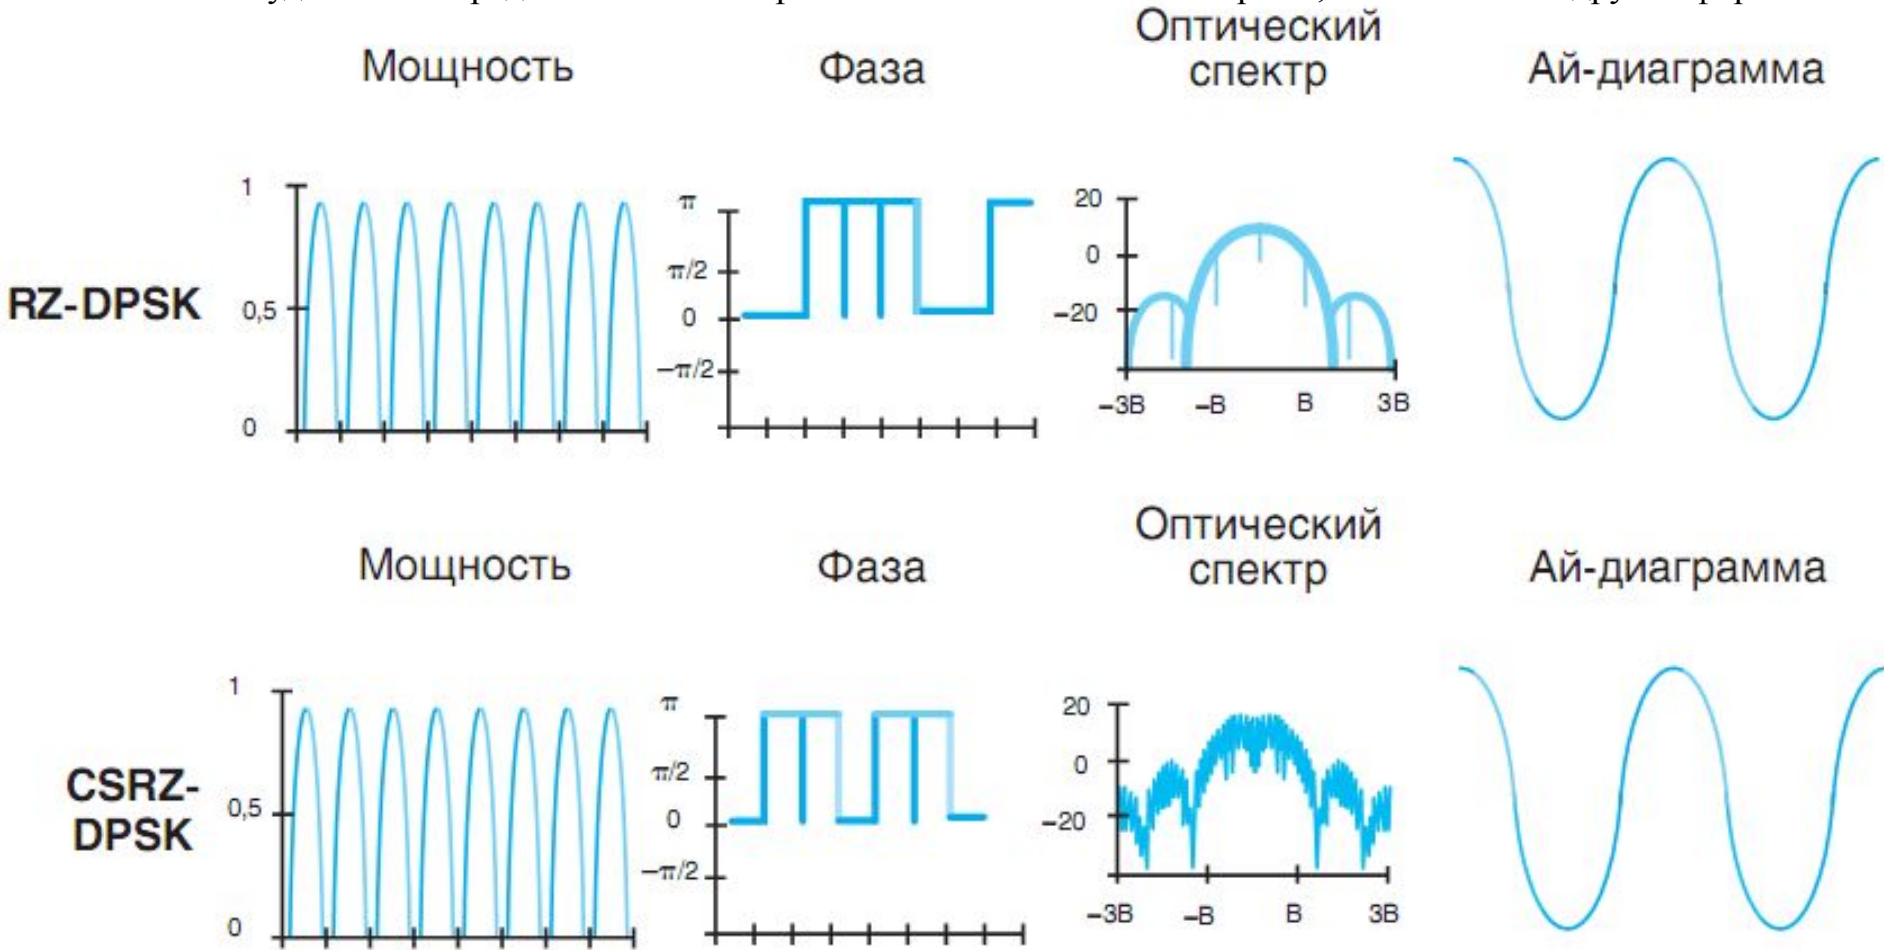 Оптический
Мощность Фаза спектр Ай-диаграмма
1 π 20
π/2 0
RZ-DPSK 0,5 0 –20
–π/2
0 –3B –B B 3B
Оптический
Мощность Фаза спектр Ай-диаграмма
1 π 20
π/2 0
CSRZ-
DPSK 0,5 0 –20
–π/2
0 –3B –B B 3B